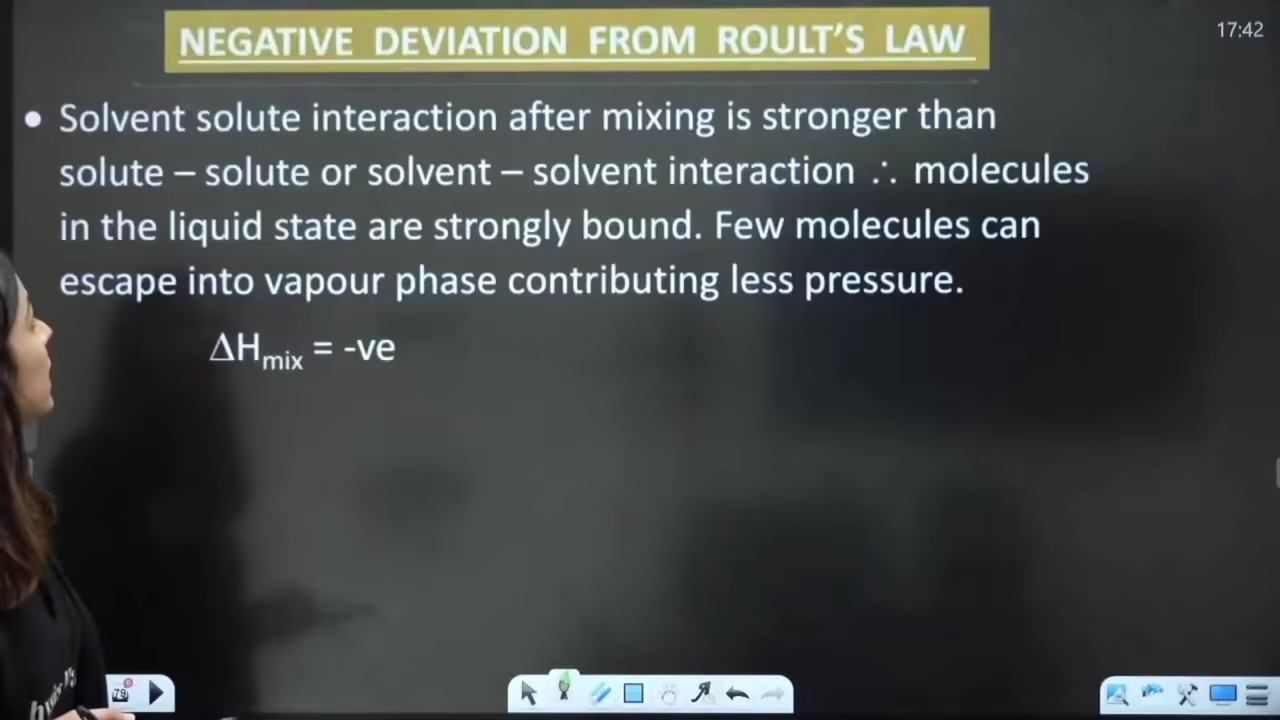 NEGATIVE DEVIATION FROM ROULT'S LAW
17:42
• Solvent solute interaction after mixing is stronger than
solute – solute or solvent – solvent interaction ∴ molecules
in the liquid state are strongly bound. Few molecules can
escape into vapour phase contributing less pressure.
ΔHmix = -ve
79